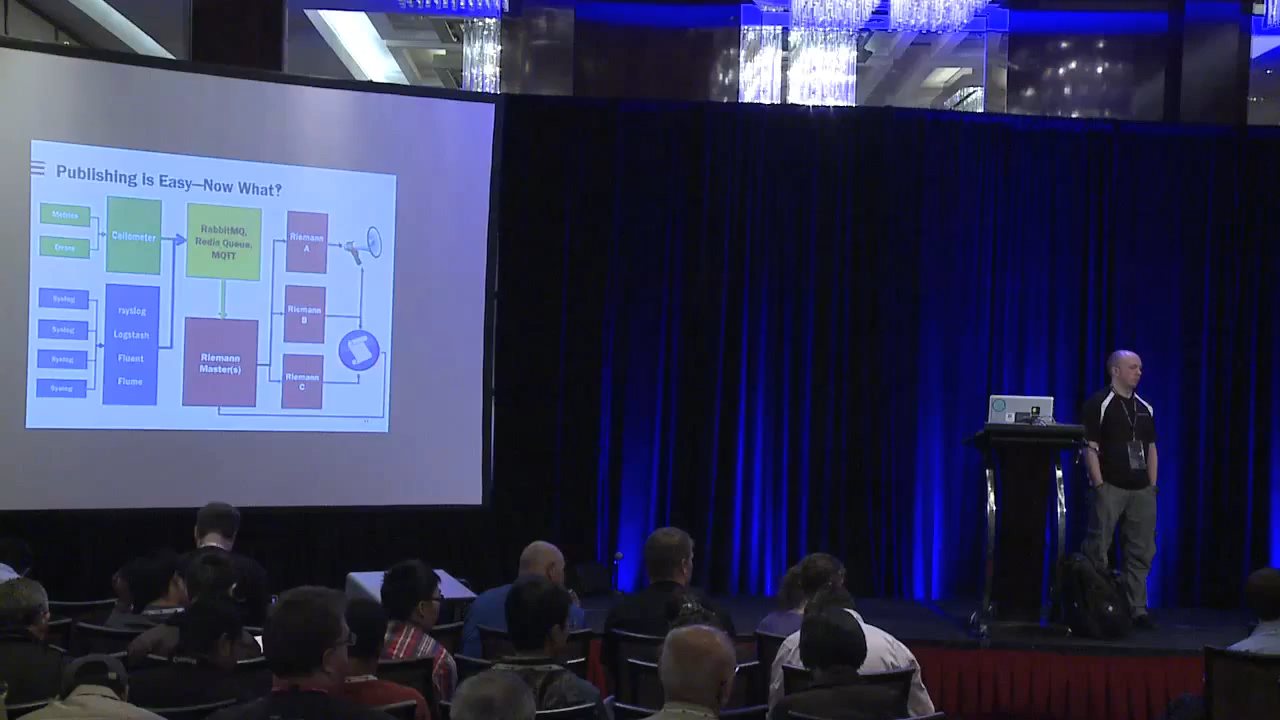 Publishing is Easy—Now What?
Metrics
Ceilometer
RabbitMQ,
Redis Queue,
MQTT
Riemann
A
Syslog
Syslog
Syslog
Syslog
rsyslog
Logstash
Fluent
Flume
Riemann
Master(s)
Riemann
B
Riemann
C